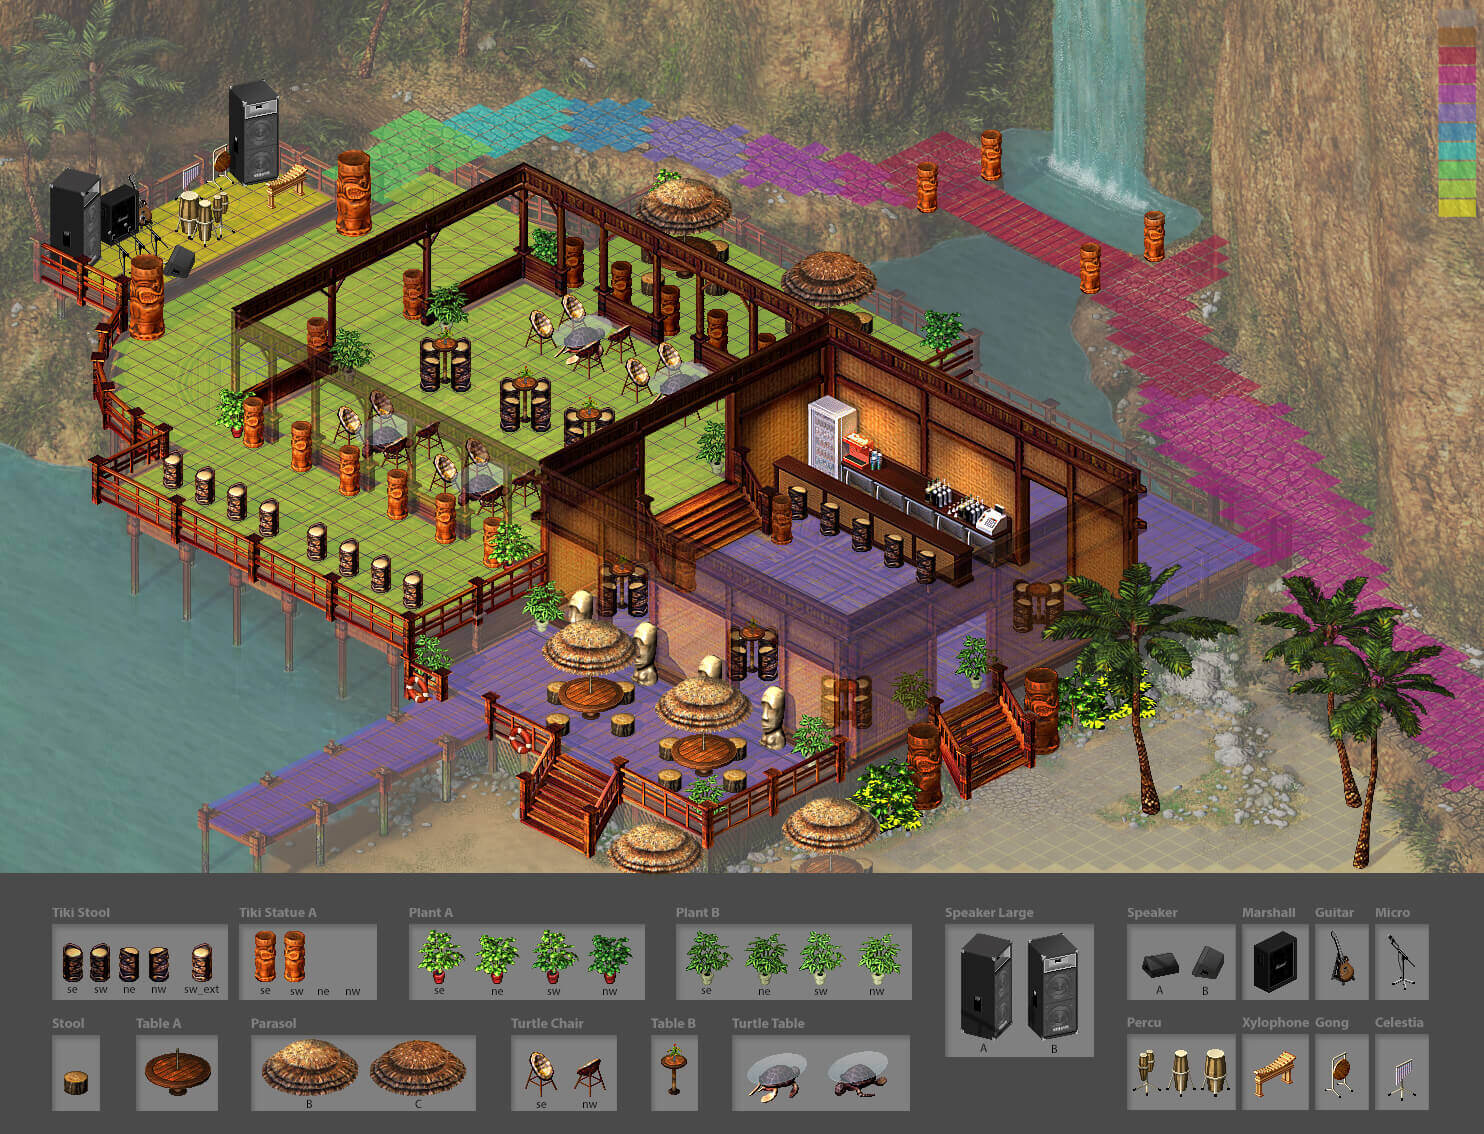 Tiki Stool
Tiki Statue A
Plant A
Plant B
Speaker Large
Speaker
Marshall
Guitar
Micro
se sw ne nw sw_ext
se sw ne nw
se ne sw nw
se ne sw nw
A B
A B
Stool
Table A
Parasol
Turtle Chair
Table B
Turtle Table
Percu
Xylophone
Gong
Celestia
B C
se nw